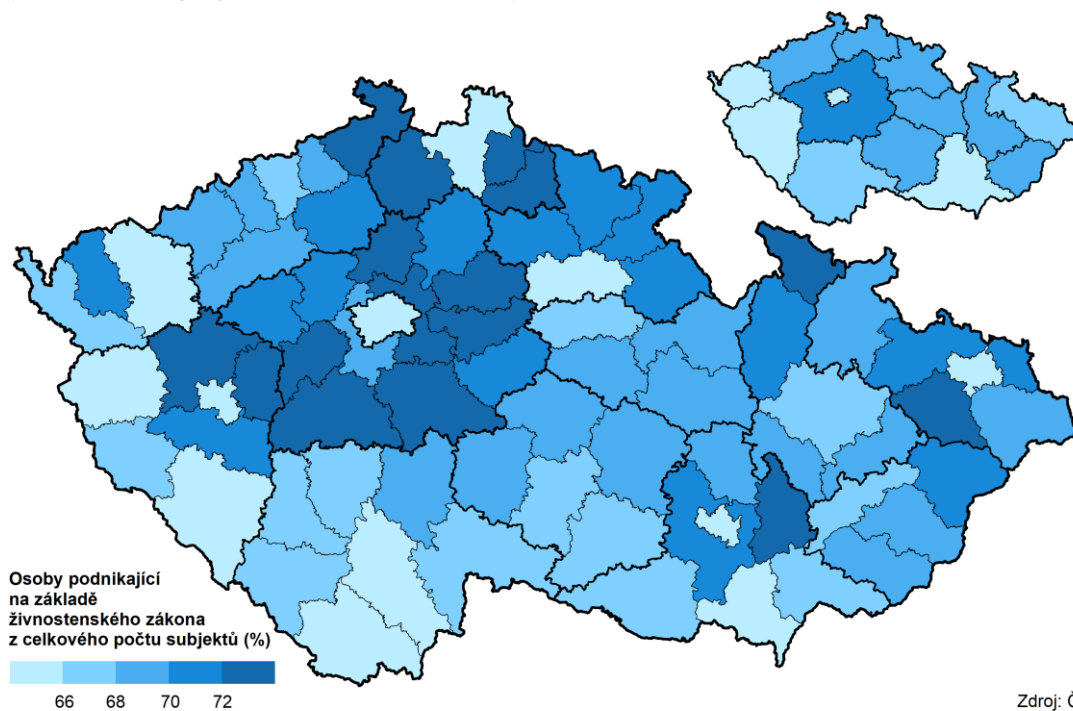 Osoby podnikající
na základě
živnostenského zákona
z celkového počtu subjektů (%)
66 68 70 72
Zdroj: